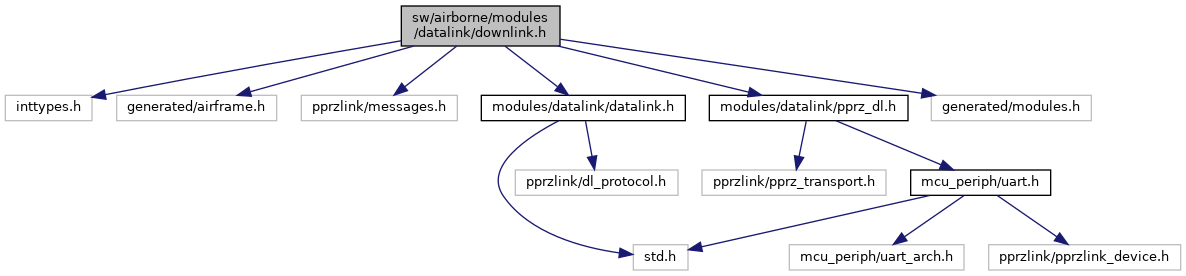 sw/airborne/modules
/datalink/downlink.h
inttypes.h
generated/airframe.h
pprzlink/messages.h
modules/datalink/datalink.h
modules/datalink/pprz_dl.h
generated/modules.h
pprzlink/dl_protocol.h
pprzlink/pprz_transport.h
mcu_periph/uart.h
std.h
mcu_periph/uart_arch.h
pprzlink/pprzlink_device.h